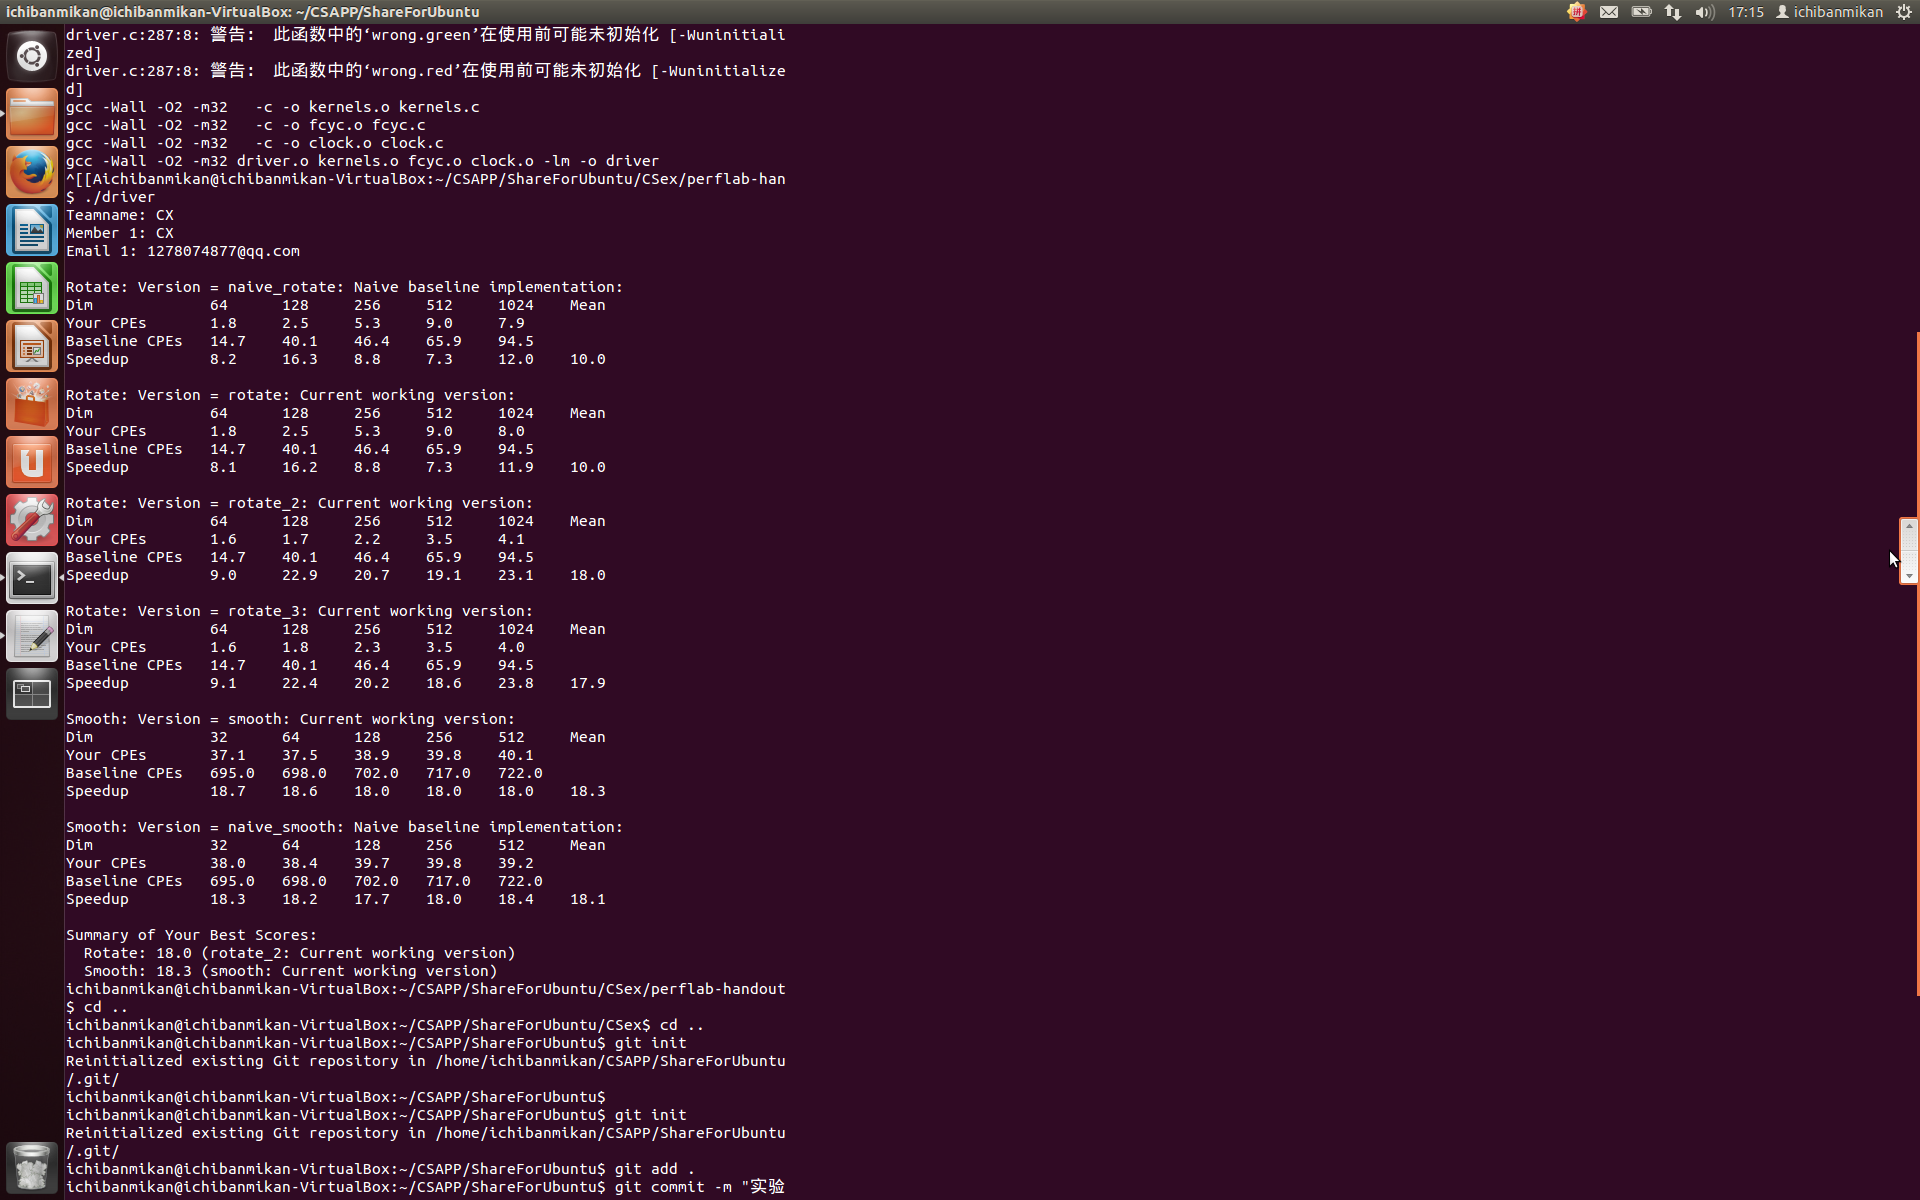 ichibanmikan@ichibanmikan-VirtualBox: ~/CSAPP/ShareForUbuntu
拼 17:15 ichibanmikan
driver.c:287:8: 警告： 此函数中的‘wrong.green’在使用前可能未初始化 [-Wuninitiali
zed]
driver.c:287:8: 警告： 此函数中的‘wrong.red’在使用前可能未初始化 [-Wuninitialize
d]
gcc -Wall -O2 -m32   -c -o kernels.o kernels.c
gcc -Wall -O2 -m32   -c -o fcyc.o fcyc.c
gcc -Wall -O2 -m32   -c -o clock.o clock.c
gcc -Wall -O2 -m32 driver.o kernels.o fcyc.o clock.o -lm -o driver
^[[Aichibanmikan@ichibanmikan-VirtualBox:~/CSAPP/ShareForUbuntu/CSex/perflab-han
$ ./driver
Teamname: CX
Member 1: CX
Email 1: 1278074877@qq.com
Rotate: Version = naive_rotate: Naive baseline implementation:
Dim             64      128     256     512     1024    Mean
Your CPEs       1.8     2.5     5.3     9.0     7.9
Baseline CPEs   14.7    40.1    46.4    65.9    94.5
Speedup         8.2     16.3    8.8     7.3     12.0    10.0
Rotate: Version = rotate: Current working version:
Dim             64      128     256     512     1024    Mean
Your CPEs       1.8     2.5     5.3     9.0     8.0
Baseline CPEs   14.7    40.1    46.4    65.9    94.5
Speedup         8.1     16.2    8.8     7.3     11.9    10.0
Rotate: Version = rotate_2: Current working version:
Dim             64      128     256     512     1024    Mean
Your CPEs       1.6     1.7     2.2     3.5     4.1
Baseline CPEs   14.7    40.1    46.4    65.9    94.5
Speedup         9.0     22.9    20.7    19.1    23.1    18.0
Rotate: Version = rotate_3: Current working version:
Dim             64      128     256     512     1024    Mean
Your CPEs       1.6     1.8     2.3     3.5     4.0
Baseline CPEs   14.7    40.1    46.4    65.9    94.5
Speedup         9.1     22.4    20.2    18.6    23.8    17.9
Smooth: Version = smooth: Current working version:
Dim             32      64      128     256     512     Mean
Your CPEs       37.1    37.5    38.9    39.8    40.1
Baseline CPEs   695.0   698.0   702.0   717.0   722.0
Speedup         18.7    18.6    18.0    18.0    18.0    18.3
Smooth: Version = naive_smooth: Naive baseline implementation:
Dim             32      64      128     256     512     Mean
Your CPEs       38.0    38.4    39.7    39.8    39.2
Baseline CPEs   695.0   698.0   702.0   717.0   722.0
Speedup         18.3    18.2    17.7    18.0    18.4    18.1
Summary of Your Best Scores:
  Rotate: 18.0 (rotate_2: Current working version)
  Smooth: 18.3 (smooth: Current working version)
ichibanmikan@ichibanmikan-VirtualBox:~/CSAPP/ShareForUbuntu/CSex/perflab-handout
$ cd ..
ichibanmikan@ichibanmikan-VirtualBox:~/CSAPP/ShareForUbuntu/CSex$ cd ..
ichibanmikan@ichibanmikan-VirtualBox:~/CSAPP/ShareForUbuntu$ git init
Reinitialized existing Git repository in /home/ichibanmikan/CSAPP/ShareForUbuntu
/.git/
ichibanmikan@ichibanmikan-VirtualBox:~/CSAPP/ShareForUbuntu$
ichibanmikan@ichibanmikan-VirtualBox:~/CSAPP/ShareForUbuntu$ git init
Reinitialized existing Git repository in /home/ichibanmikan/CSAPP/ShareForUbuntu
/.git/
ichibanmikan@ichibanmikan-VirtualBox:~/CSAPP/ShareForUbuntu$ git add .
ichibanmikan@ichibanmikan-VirtualBox:~/CSAPP/ShareForUbuntu$ git commit -m "实验